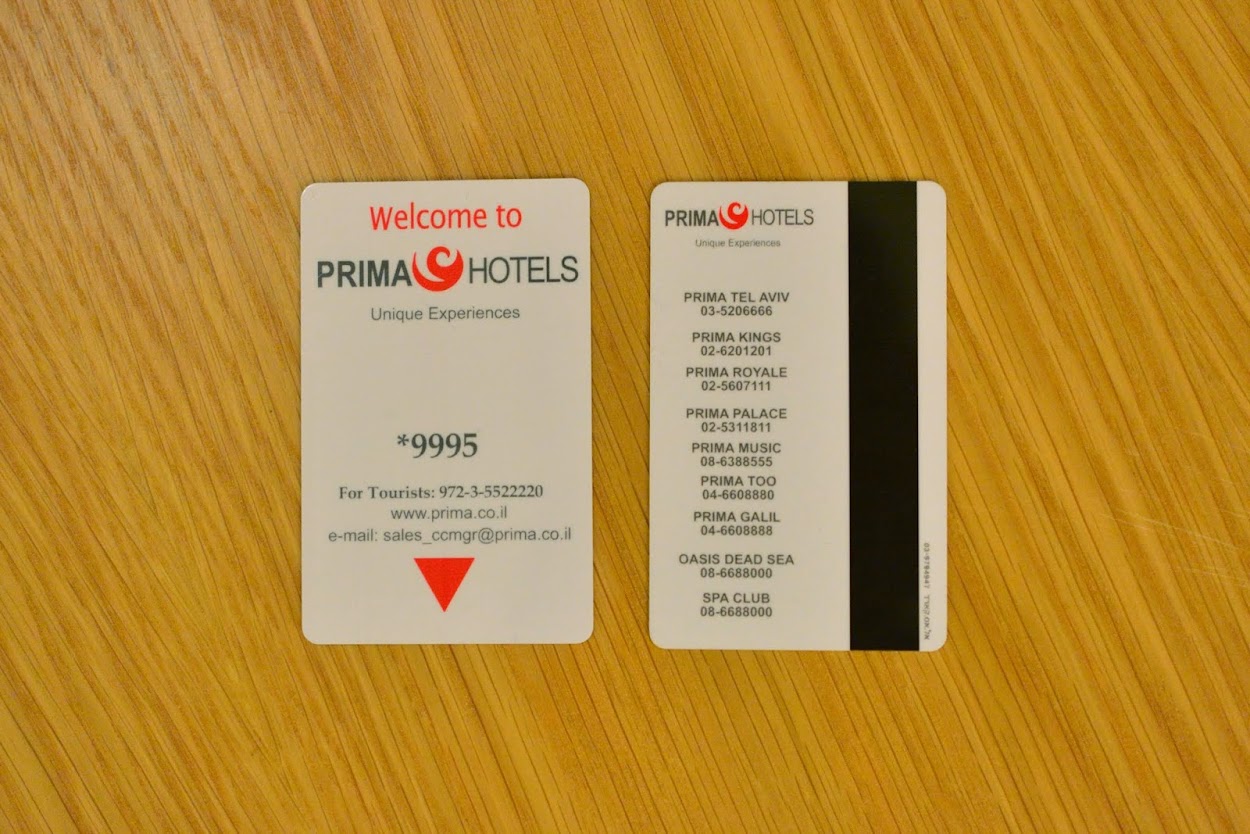 Welcome to
PRIMA HOTELS
Unique Experiences
*9995
For Tourists: 972-3-5522220
www.prima.co.il
e-mail: sales_ccmgr@prima.co.il
PRIMA HOTELS
Unique Experiences
PRIMA TEL AVIV
03-5206666
PRIMA KINGS
02-6201201
PRIMA ROYALE
02-5607111
PRIMA PALACE
02-5311811
PRIMA MUSIC
08-6388555
PRIMA TOO
04-6608880
PRIMA GALIL
04-6608888
OASIS DEAD SEA
08-6688000
SPA CLUB
08-6688000